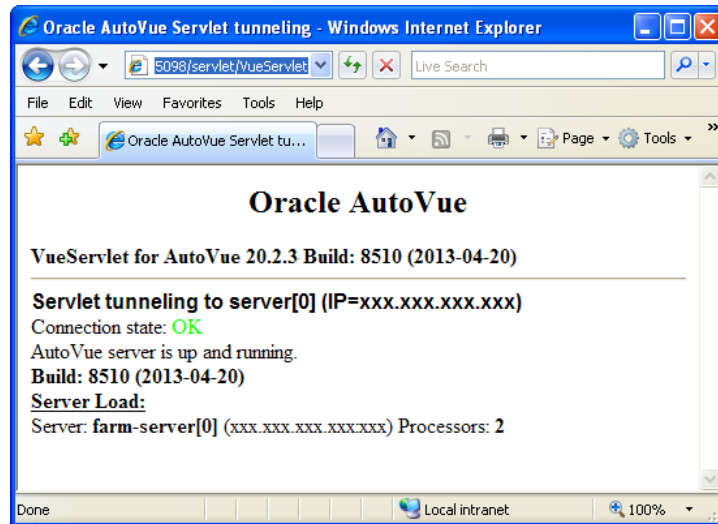 Oracle AutoVue Servlet tunneling - Windows Internet Explorer
5098/servlet/VueServlet
Live Search
File Edit View Favorites Tools Help
Oracle AutoVue Servlet tu...
Page Tools »
Oracle AutoVue
VueServlet for AutoVue 20.2.3 Build: 8510 (2013-04-20)
Servlet tunneling to server[0] (IP=xxx.xxx.xxx.xxx)
Connection state: OK
AutoVue server is up and running.
Build: 8510 (2013-04-20)
Server Load:
Server: farm-server[0] (xxx.xxx.xxx.xxx:xx) Processors: 2
Done Local intranet 100%